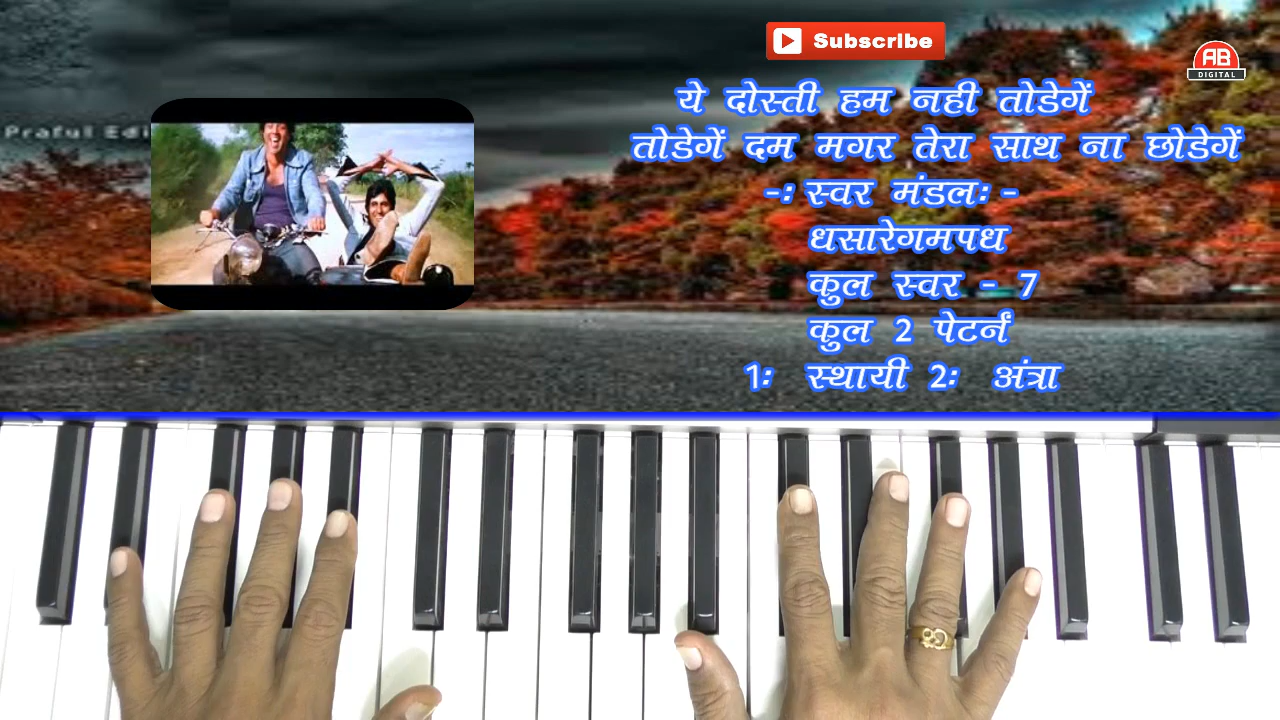 Subscribe
AB
DIGITAL
Praful Edi
ये दोस्ती हम नही तोडेगें
तोडेगें दम मगर तेरा साथ ना छोडेगें
-: स्वर मंडल: -
धसारेगमपध
कुल स्वर - 7
कुल 2 पेटर्नं
1: स्थायी 2: अंत्रा